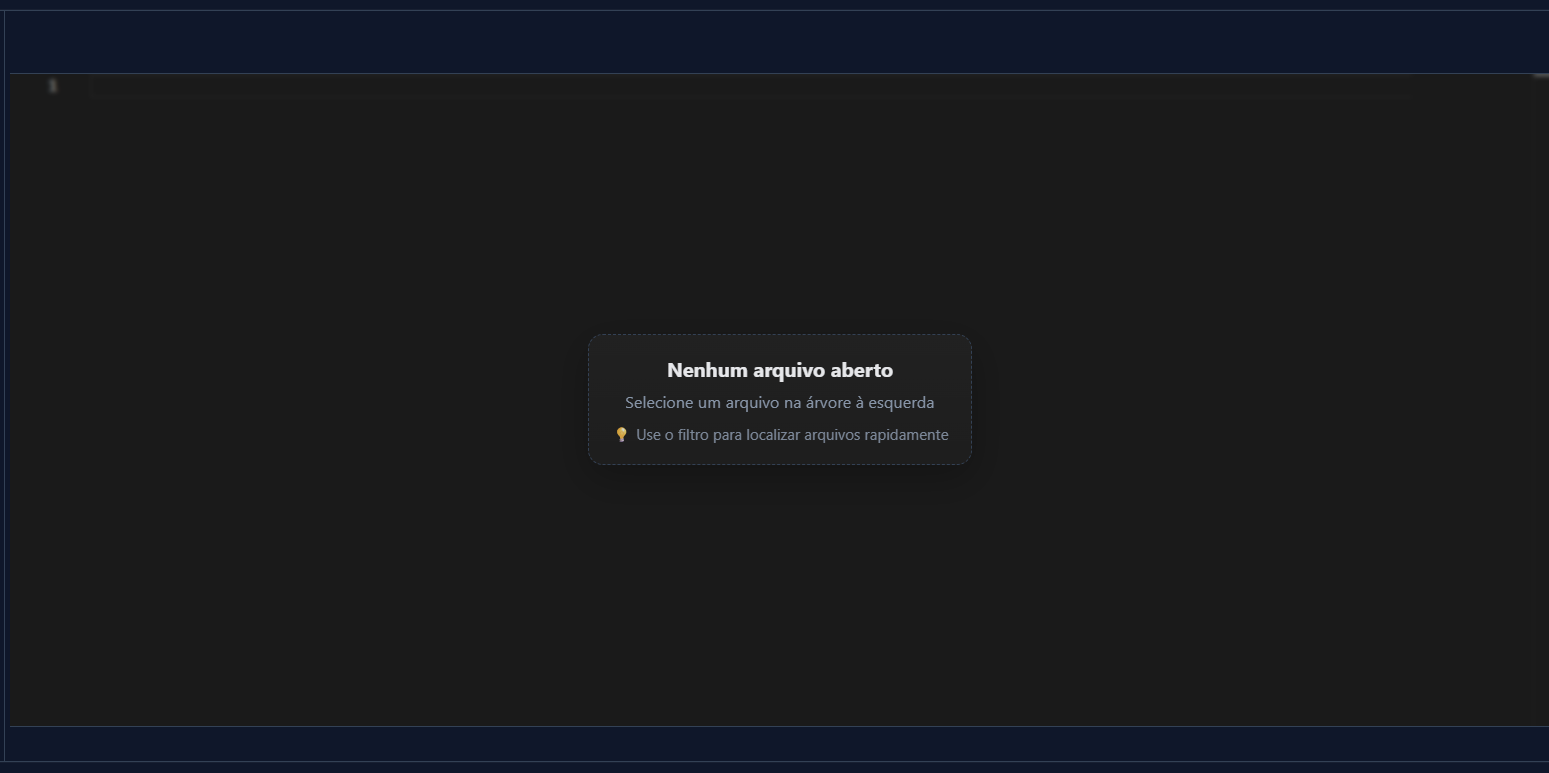 1
Nenhum arquivo aberto
Selecione um arquivo na árvore à esquerda
💡 Use o filtro para localizar arquivos rapidamente